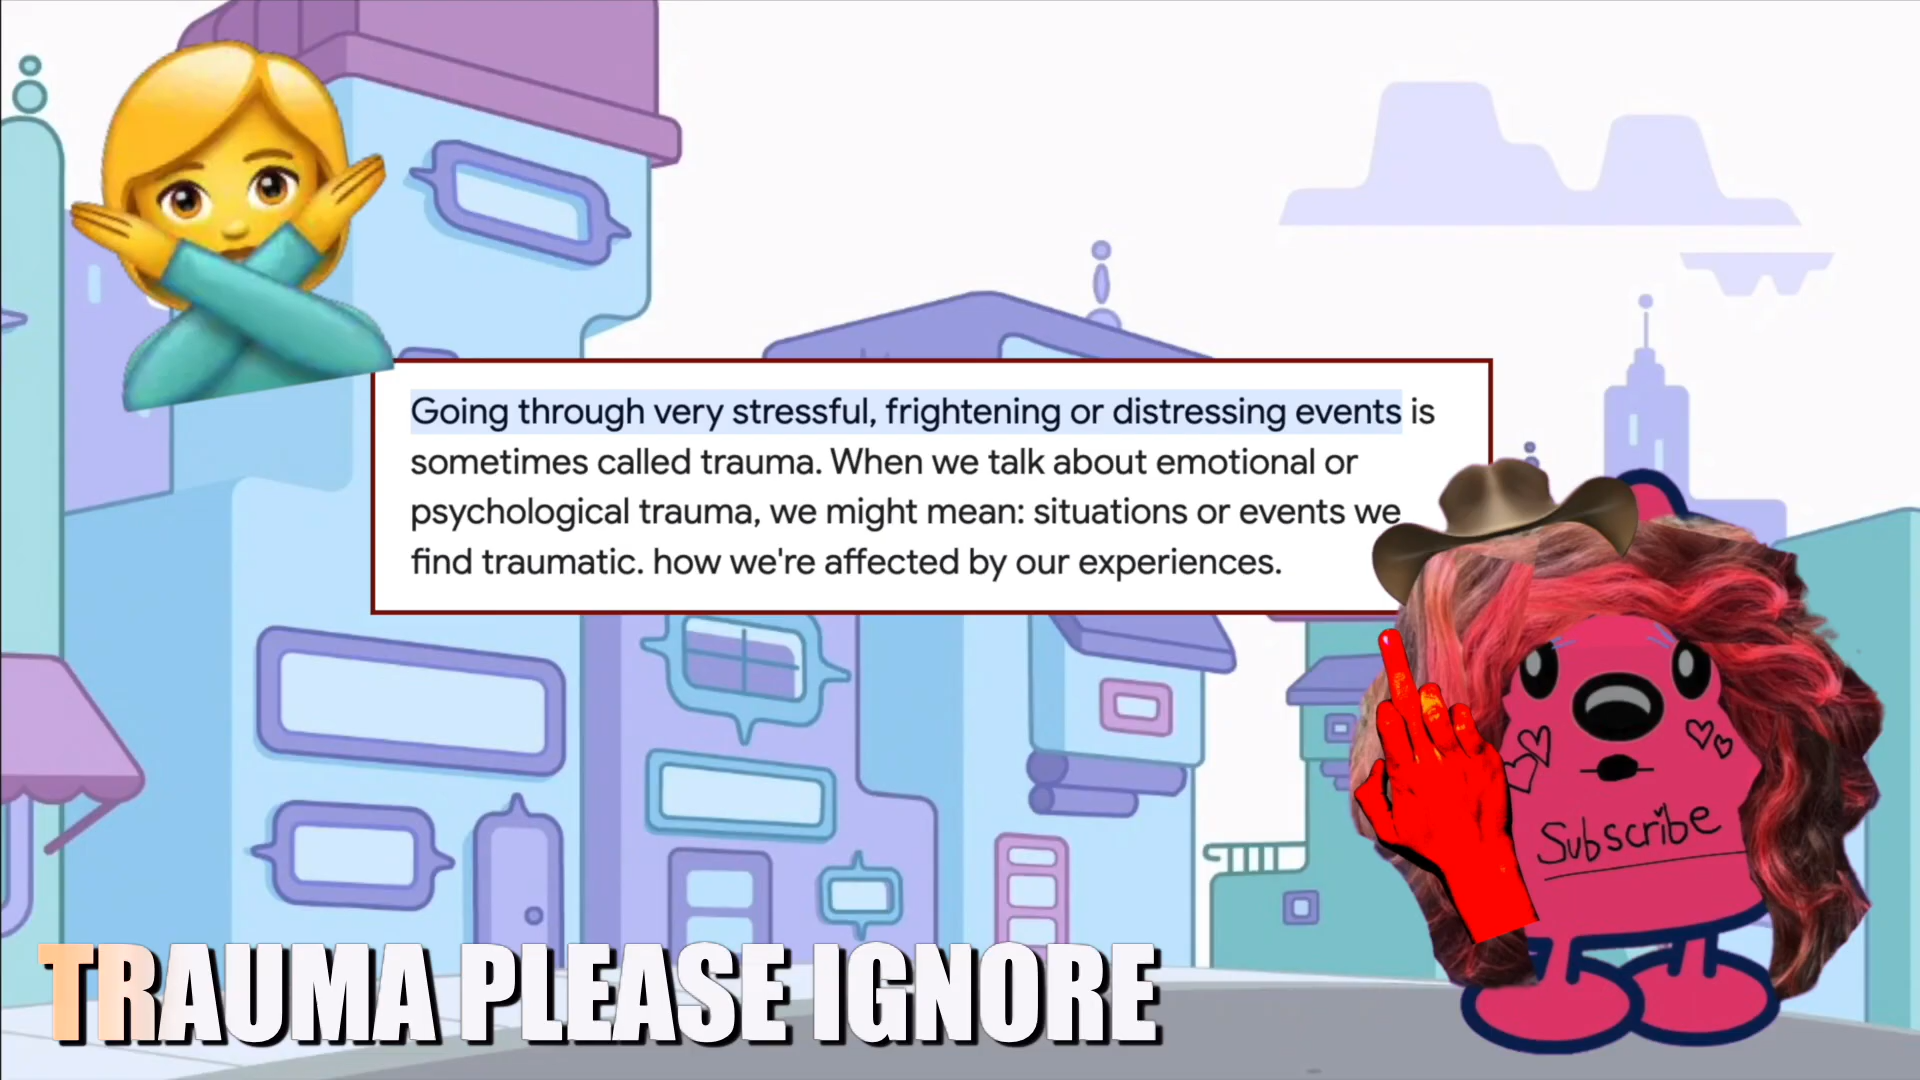 Going through very stressful, frightening or distressing events is
sometimes called trauma. When we talk about emotional or
psychological trauma, we might mean: situations or events we
find traumatic. how we're affected by our experiences.
Subscribe
TRAUMA PLEASE IGNORE